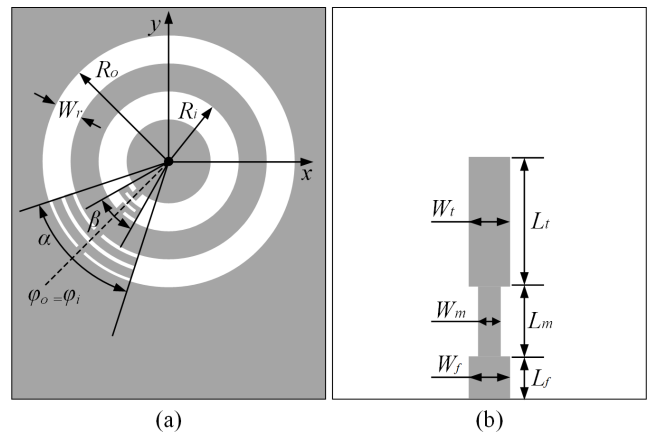 y
R_o
W_r
R_i
x
β
α
φ_o =φ_i
(a)
W_t
L_t
W_m
L_m
W_f
L_f
(b)